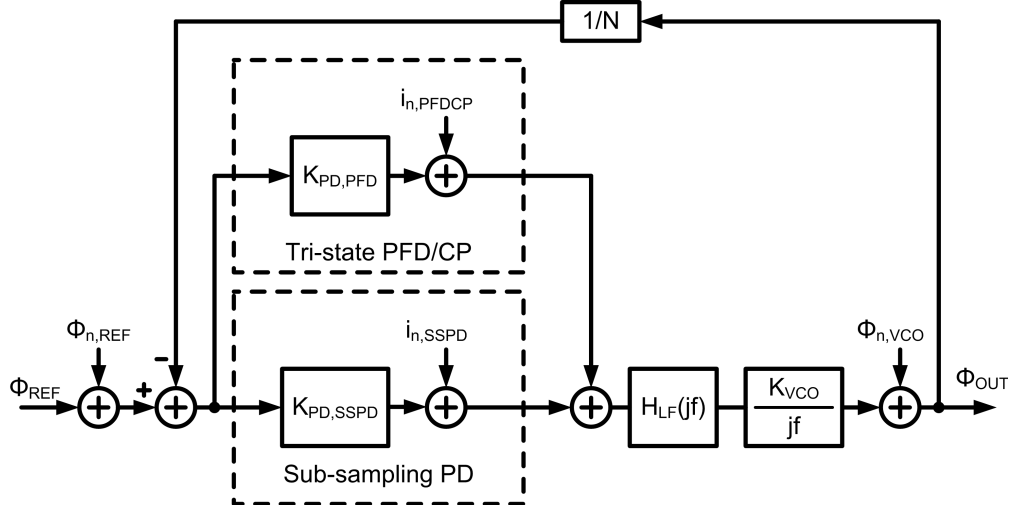 1/N
i_n,PFDCP
K_PD,PFD
Tri-state PFD/CP
Φ_n,REF
-
i_n,SSPD
Φ_n,VCO
Φ_REF
+
K_PD,SSPD
H_LF(jf)
K_VCO
jf
Φ_OUT
Sub-sampling PD